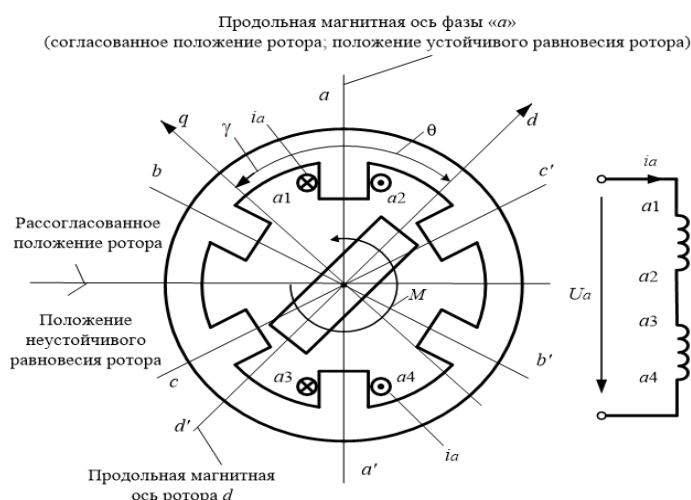 Продольная магнитная ось фазы «a»
(согласованное положение ротора; положение устойчивого равновесия ротора)
a
q
γ
ia
θ
d
b
c'
a1
a2
Рассогласованное
положение ротора
M
Положение
неустойчивого
равновесия ротора
c
a3
a4
b'
d'
ia
a'
Продольная магнитная
ось ротора d
ia
a1
a2
Ua
a3
a4